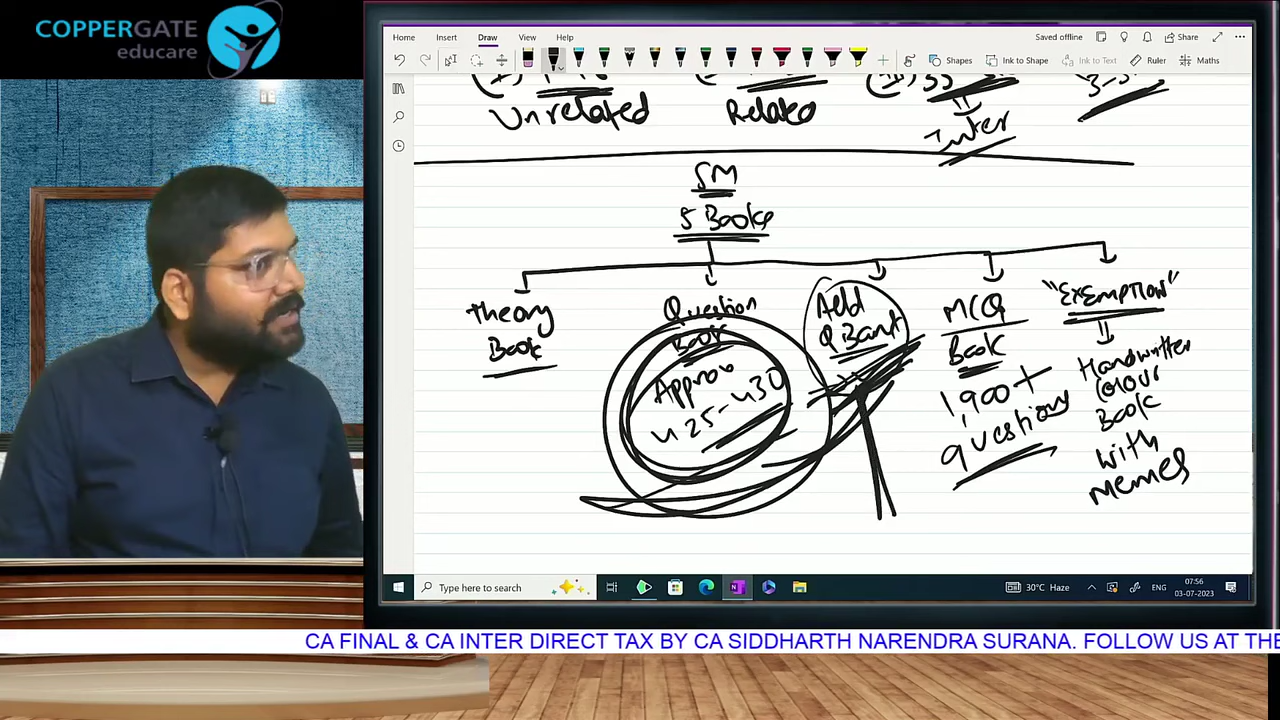 COPPERGATE
educare
Home Insert Draw View Help
Saved offline
Share
Shapes
Ink to Shape
Ink to Text
Ruler
Maths
Unrelated
Related
Inter
SM
5 Books
Theory
Book
Question
Book
Approx
425-430
Add
Q Bank
MCQ
Book
1,900+
questions
"Exemption"
Handwritten
Colour
Book
with
memes
Type here to search
30°C Haze
ENG
07:56
03-07-2023
CA FINAL & CA INTER DIRECT TAX BY CA SIDDHARTH NARENDRA SURANA. FOLLOW US AT THE